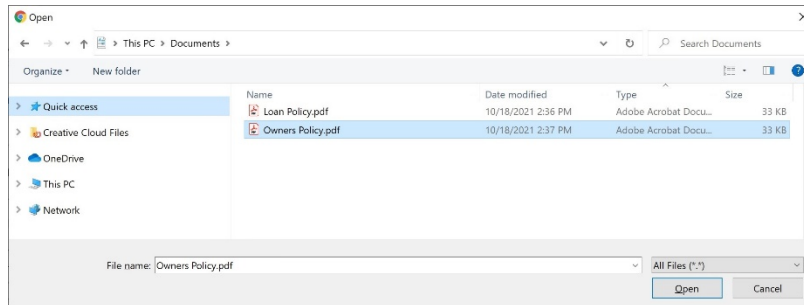 Open
This PC > Documents >
Search Documents
Organize
New folder
Name Date modified Type Size
Quick access
Loan Policy.pdf 10/18/2021 2:36 PM Adobe Acrobat Docu... 33 KB
Owners Policy.pdf 10/18/2021 2:37 PM Adobe Acrobat Docu... 33 KB
Creative Cloud Files
OneDrive
This PC
Network
File name: Owners Policy.pdf
All Files (*.*)
Open Cancel